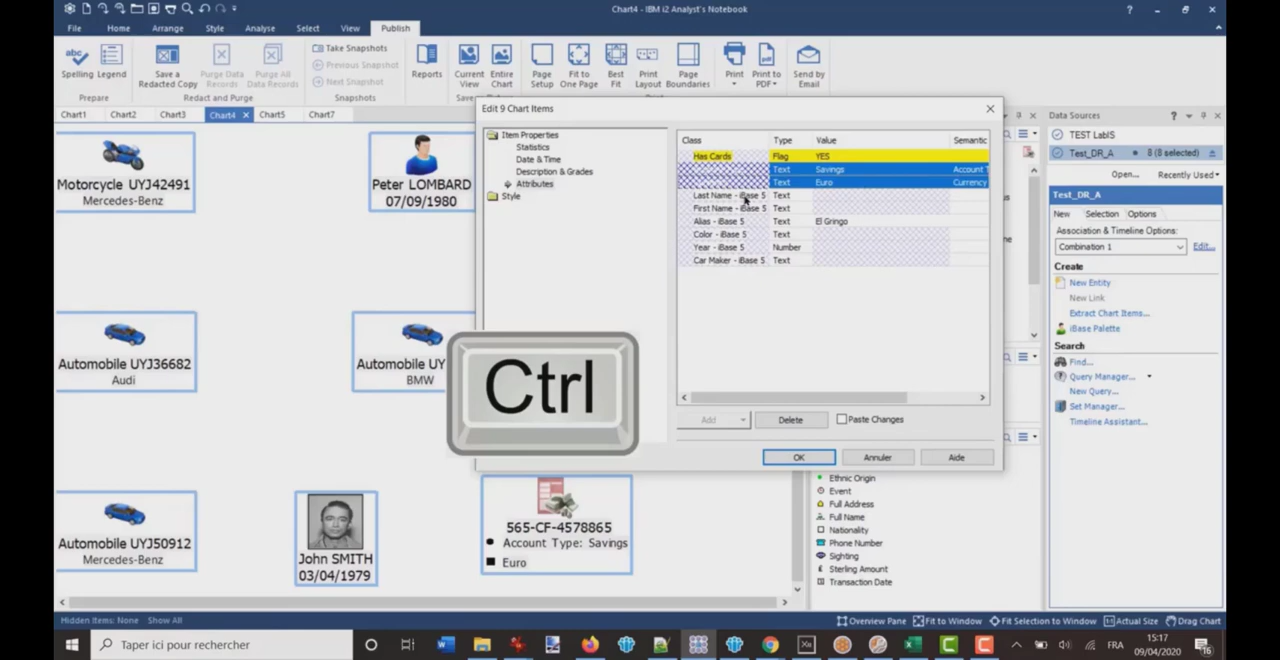 Chart4 - IBM i2 Analyst's Notebook
File Home Arrange Style Analyse Select View Publish
abc
Spelling Legend
Prepare
Save a
Redacted Copy
Purge Data
Records
Purge All
Data Records
Redact and Purge
Take Snapshots
Previous Snapshot
Next Snapshot
Snapshots
Reports
Current
View
Entire
Chart
Page
Setup
Fit to
One Page
Best
Fit
Print
Layout
Page
Boundaries
Print
Print to
PDF
Send by
Email
Chart1 Chart2 Chart3 Chart4 Chart5 Chart7
Motorcycle UYJ42491
Mercedes-Benz
Peter LOMBARD
07/09/1980
Automobile UYJ36682
Audi
Automobile UY
BMW
Automobile UYJ50912
Mercedes-Benz
John SMITH
03/04/1979
565-CF-4578865
Account Type: Savings
Euro
Edit 9 Chart Items
Item Properties
Statistics
Date & Time
Description & Grades
Attributes
Style
Class Type Value Semantic
Has Cards Flag YES
Text Savings Account T
Text Euro Currency
Last Name - iBase 5 Text
First Name - iBase 5 Text
Alias - iBase 5 Text El Gringo
Color - iBase 5 Text
Year - iBase 5 Number
Car Maker - iBase 5 Text
Add Delete Paste Changes
OK Annuler Aide
Ctrl
Ethnic Origin
Event
Full Address
Full Name
Nationality
Phone Number
Sighting
Sterling Amount
Transaction Date
Data Sources
TEST LabIS
Test_DR_A 8 (8 selected)
Open... Recently Used
Test_DR_A
New Selection Options
Association & Timeline Options:
Combination 1 Edit...
Create
New Entity
New Link
Extract Chart Items...
iBase Palette
Search
Find...
Query Manager...
New Query...
Set Manager...
Timeline Assistant...
Hidden Items: None Show All
Overview Pane Fit to Window Fit Selection to Window Actual Size Drag Chart
Taper ici pour rechercher
FRA
15:17
09/04/2020
16